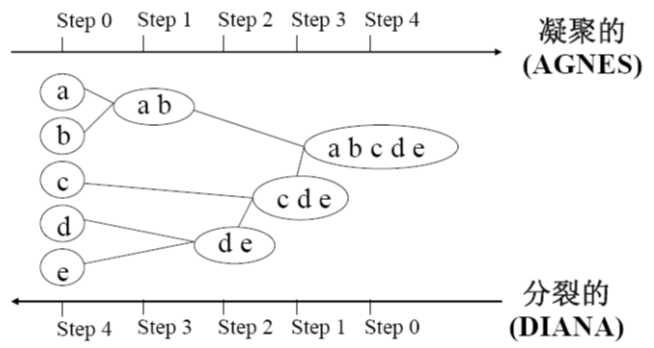 Step 0 Step 1 Step 2 Step 3 Step 4
凝聚的
(AGNES)
a
a b
b
a b c d e
c
c d e
d
d e
e
分裂的
(DIANA)
Step 4 Step 3 Step 2 Step 1 Step 0